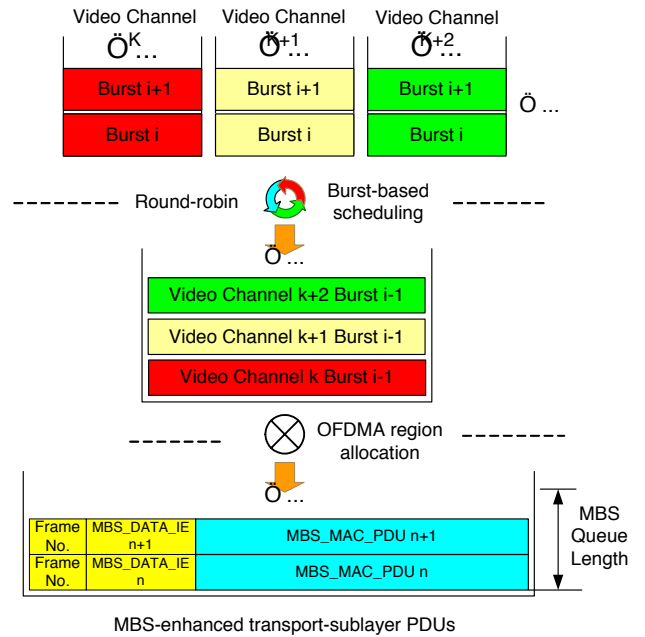 Video Channel K
Video Channel K+1
Video Channel K+2
Ö ...
Ö ...
Ö ...
Burst i+1
Burst i+1
Burst i+1
Ö ...
Burst i
Burst i
Burst i
Round-robin
Burst-based
scheduling
Ö ...
Video Channel k+2 Burst i-1
Video Channel k+1 Burst i-1
Video Channel k Burst i-1
OFDMA region
allocation
Ö ...
Frame
No.
MBS_DATA_IE
n+1
MBS_MAC_PDU n+1
Frame
No.
MBS_DATA_IE
n
MBS_MAC_PDU n
MBS
Queue
Length
MBS-enhanced transport-sublayer PDUs